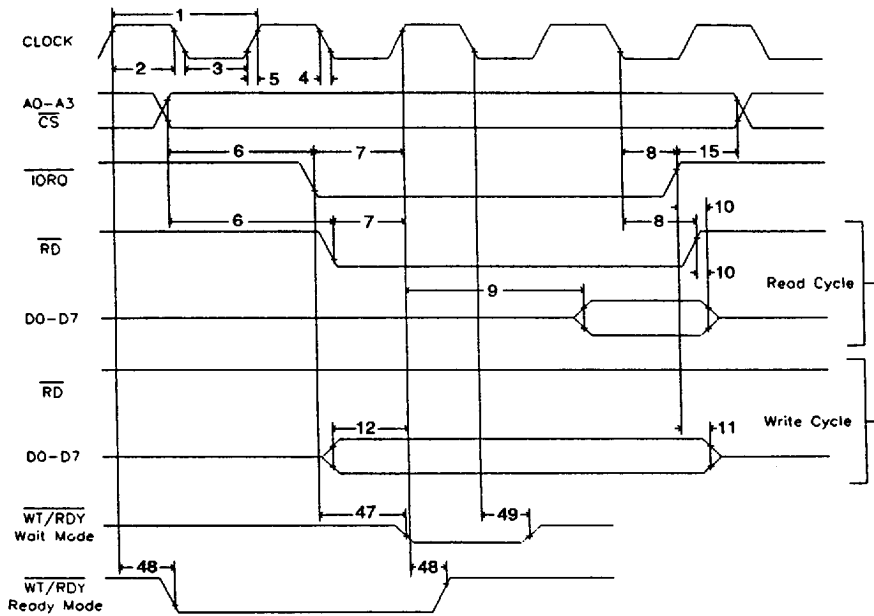 1
CLOCK
2 3 5 4
A0-A3
CS
6 7 8 15
IORQ
10
6 7 8
RD
10
9
Read Cycle
D0-D7
RD
12 11
Write Cycle
D0-D7
47 49
WT/RDY
Wait Mode
48 48
WT/RDY
Ready Mode